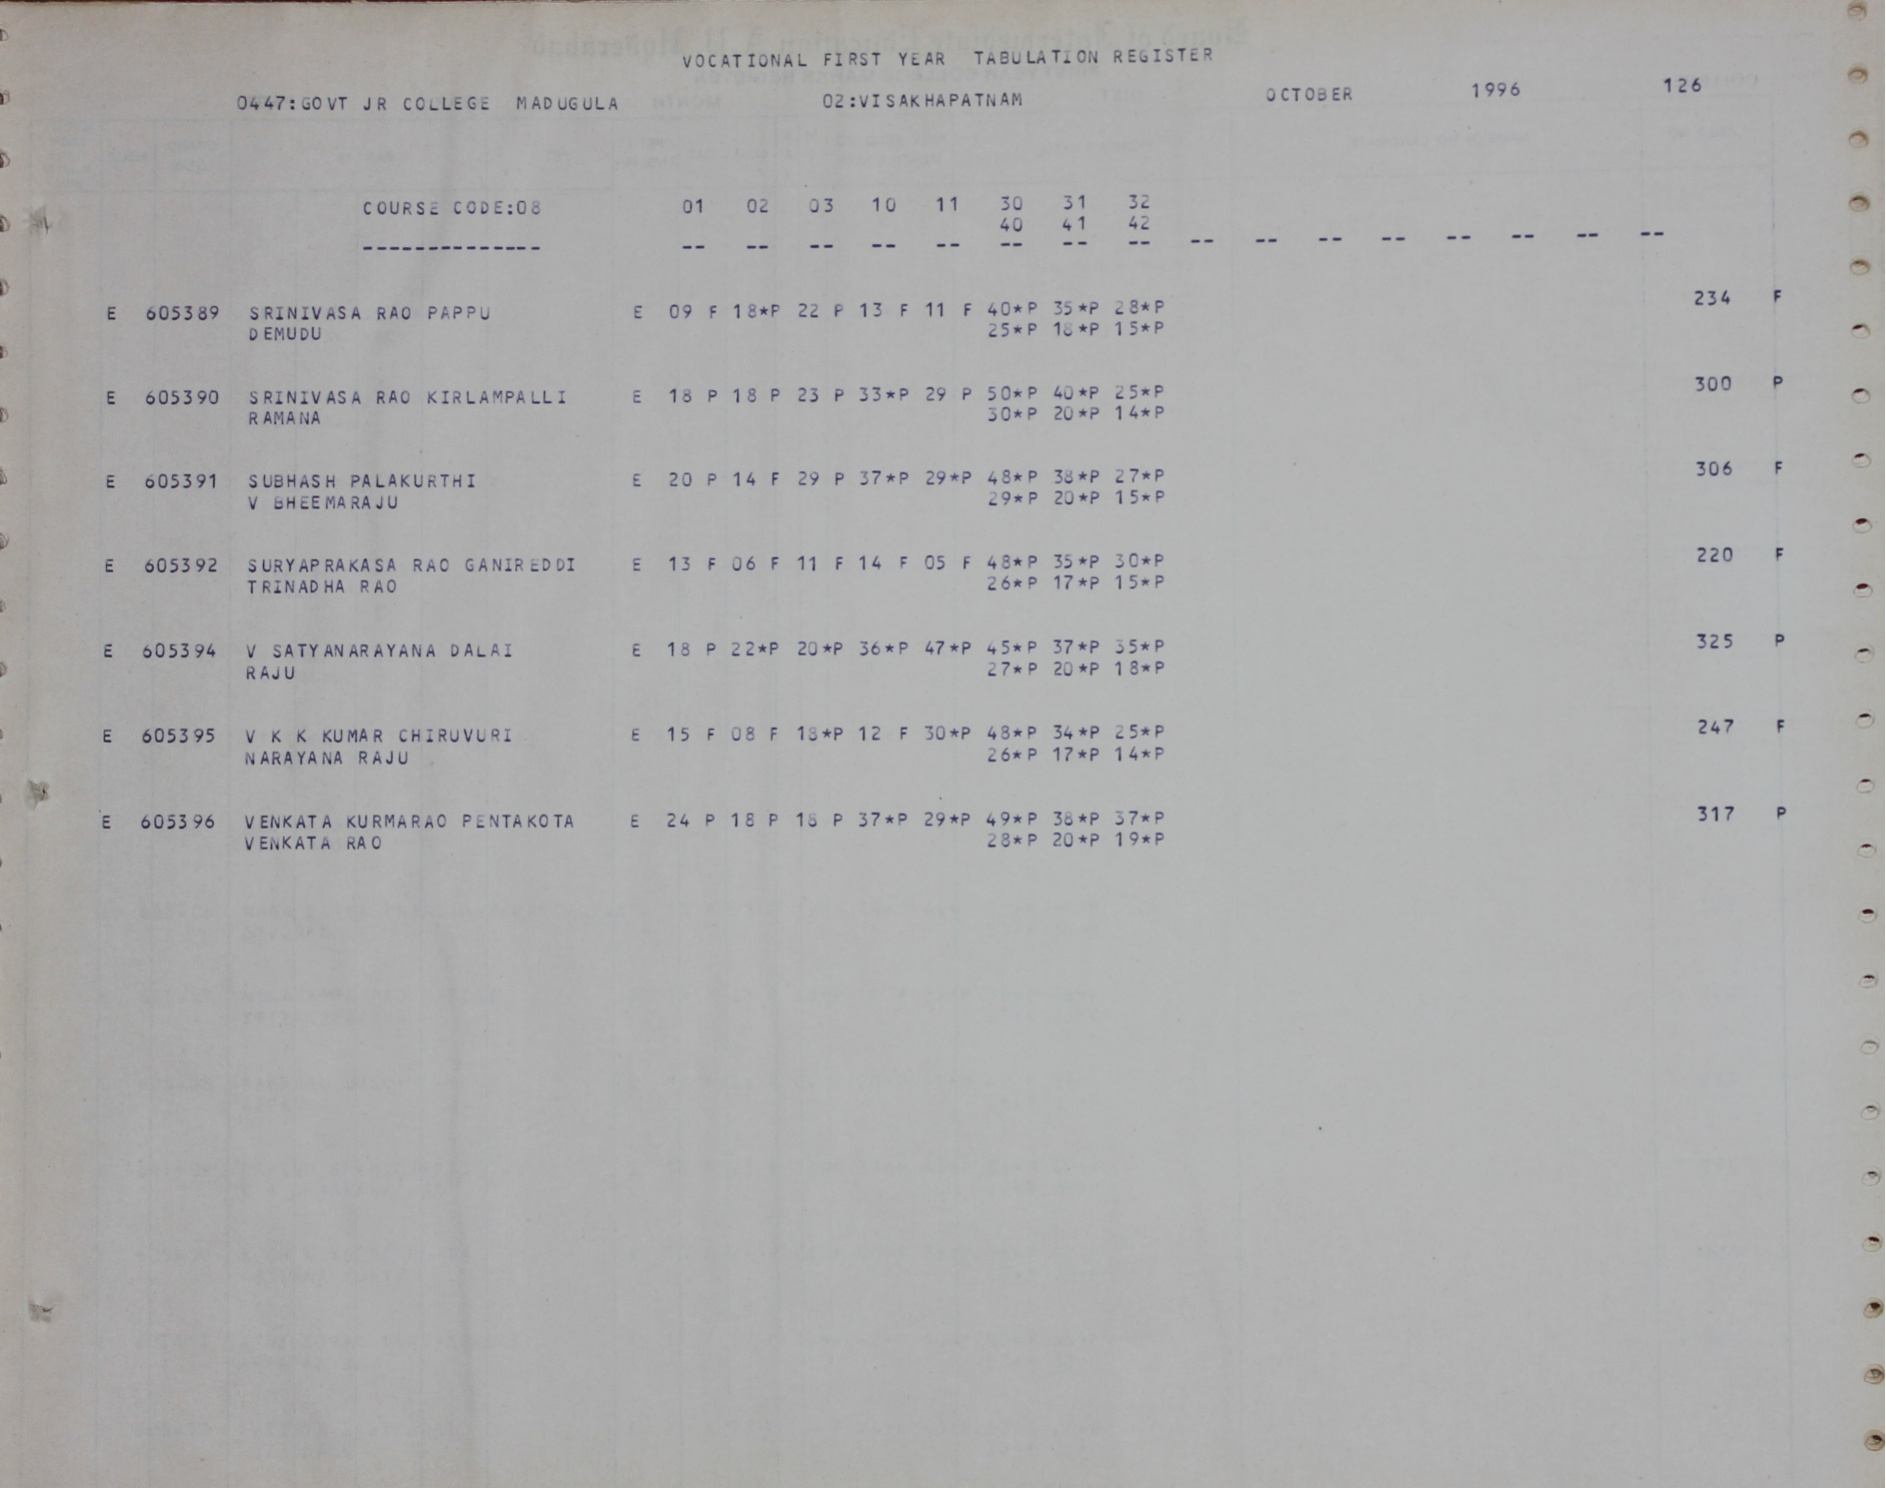 VOCATIONAL FIRST YEAR TABULATION REGISTER
0447:GOVT JR COLLEGE MADUGULA 02:VISAKHAPATNAM OCTOBER 1996 126
COURSE CODE:08 01 02 03 10 11 30 31 32
40 41 42
-------------- -- -- -- -- -- -- -- -- -- -- -- -- -- -- -- --
E 605389 SRINIVASA RAO PAPPU E 09 F 18*P 22 P 13 F 11 F 40*P 35*P 28*P 234 F
DEMUDU 25*P 18*P 15*P
E 605390 SRINIVASA RAO KIRLAMPALLI E 18 P 18 P 23 P 33*P 29 P 50*P 40*P 25*P 300 P
RAMANA 30*P 20*P 14*P
E 605391 SUBHASH PALAKURTHI E 20 P 14 F 29 P 37*P 29*P 48*P 38*P 27*P 306 F
V BHEEMARAJU 29*P 20*P 15*P
E 605392 SURYAPRAKASA RAO GANIREDDI E 13 F 06 F 11 F 14 F 05 F 48*P 35*P 30*P 220 F
TRINADHA RAO 26*P 17*P 15*P
E 605394 V SATYANARAYANA DALAI E 18 P 22*P 20*P 36*P 47*P 45*P 37*P 35*P 325 P
RAJU 27*P 20*P 18*P
E 605395 V K K KUMAR CHIRUVURI E 15 F 08 F 18*P 12 F 30*P 48*P 34*P 25*P 247 F
NARAYANA RAJU 26*P 17*P 14*P
E 605396 VENKATA KURMARAO PENTAKOTA E 24 P 18 P 18 P 37*P 29*P 49*P 38*P 37*P 317 P
VENKATA RAO 28*P 20*P 19*P